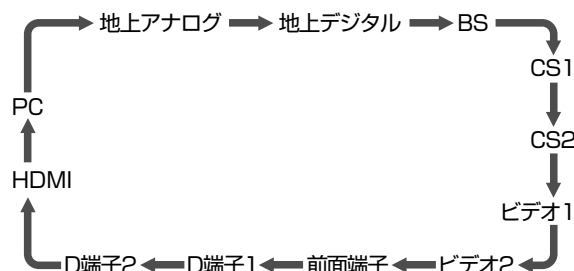 地上アナログ
地上デジタル
BS
CS1
CS2
ビデオ1
ビデオ2
前面端子
D端子1
D端子2
HDMI
PC